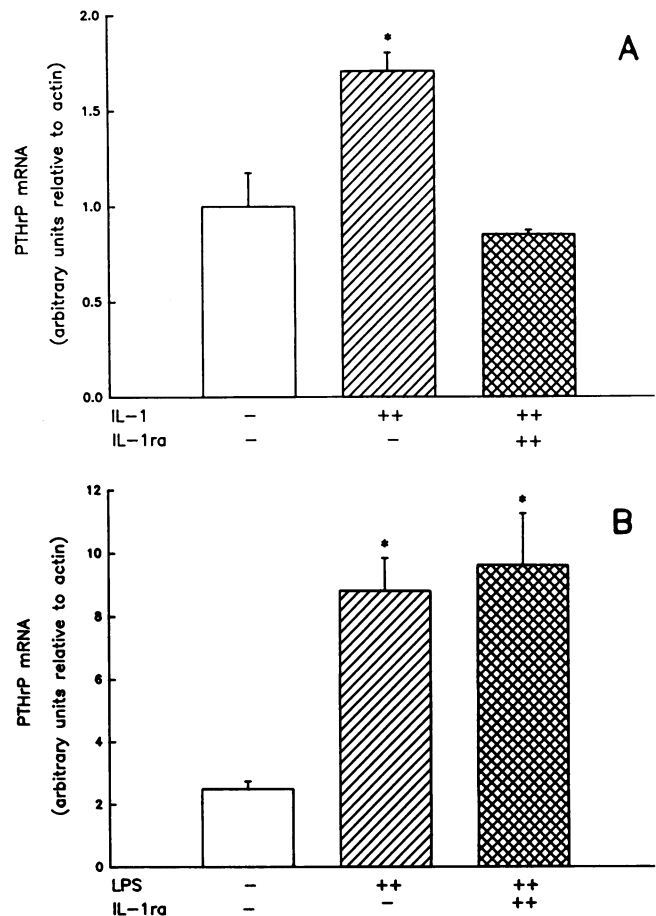 A
PTHrP mRNA
(arbitrary units relative to actin)
2.0
*
1.5
1.0
0.5
0.0
IL-1 - ++ ++
IL-1ra - - ++
B
PTHrP mRNA
(arbitrary units relative to actin)
12
*
10
*
8
6
4
2
0
LPS - ++ ++
IL-1ra - - ++